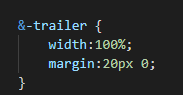 &-trailer {
    width:100%;
    margin:20px 0;
}